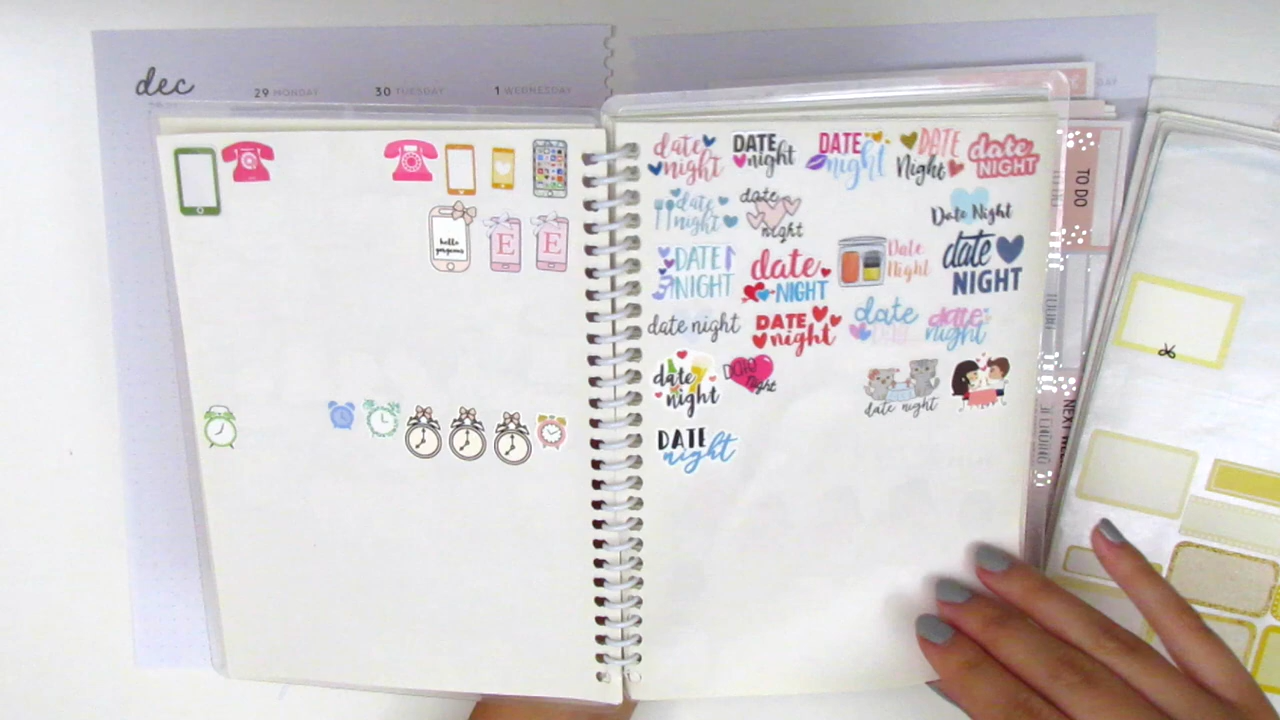 dec
29 MONDAY
30 TUESDAY
1 WEDNESDAY
hello
gorgeous
E
E
date
night
DATE
night
DATE
night
DATE
Night
date
NIGHT
date
night
date
night
Date Night
DATE
NIGHT
date
NIGHT
Date
Night
date
NIGHT
date night
DATE
night
date
date
night
date
night
DATE
Night
date night
DATE
night
TO DO
NEXT